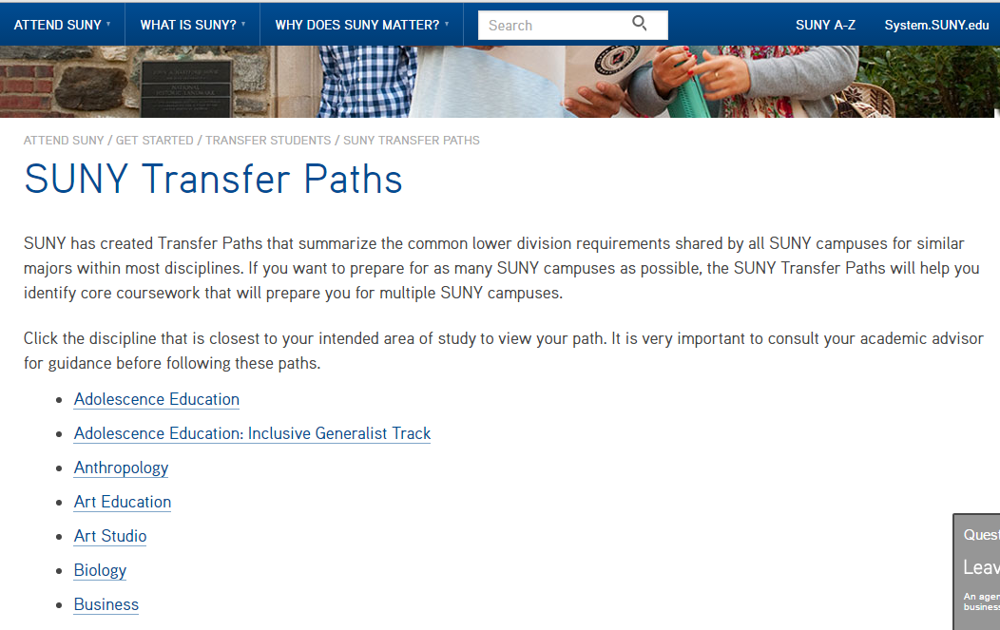 ATTEND SUNY WHAT IS SUNY? WHY DOES SUNY MATTER? Search SUNY A-Z System.SUNY.edu
NATIONAL
HISTORIC LANDMARK
ATTEND SUNY / GET STARTED / TRANSFER STUDENTS / SUNY TRANSFER PATHS
SUNY Transfer Paths
SUNY has created Transfer Paths that summarize the common lower division requirements shared by all SUNY campuses for similar
majors within most disciplines. If you want to prepare for as many SUNY campuses as possible, the SUNY Transfer Paths will help you
identify core coursework that will prepare you for multiple SUNY campuses.
Click the discipline that is closest to your intended area of study to view your path. It is very important to consult your academic advisor
for guidance before following these paths.
• Adolescence Education
• Adolescence Education: Inclusive Generalist Track
• Anthropology
• Art Education
• Art Studio
• Biology
• Business
Quest
Leav
An agen
business